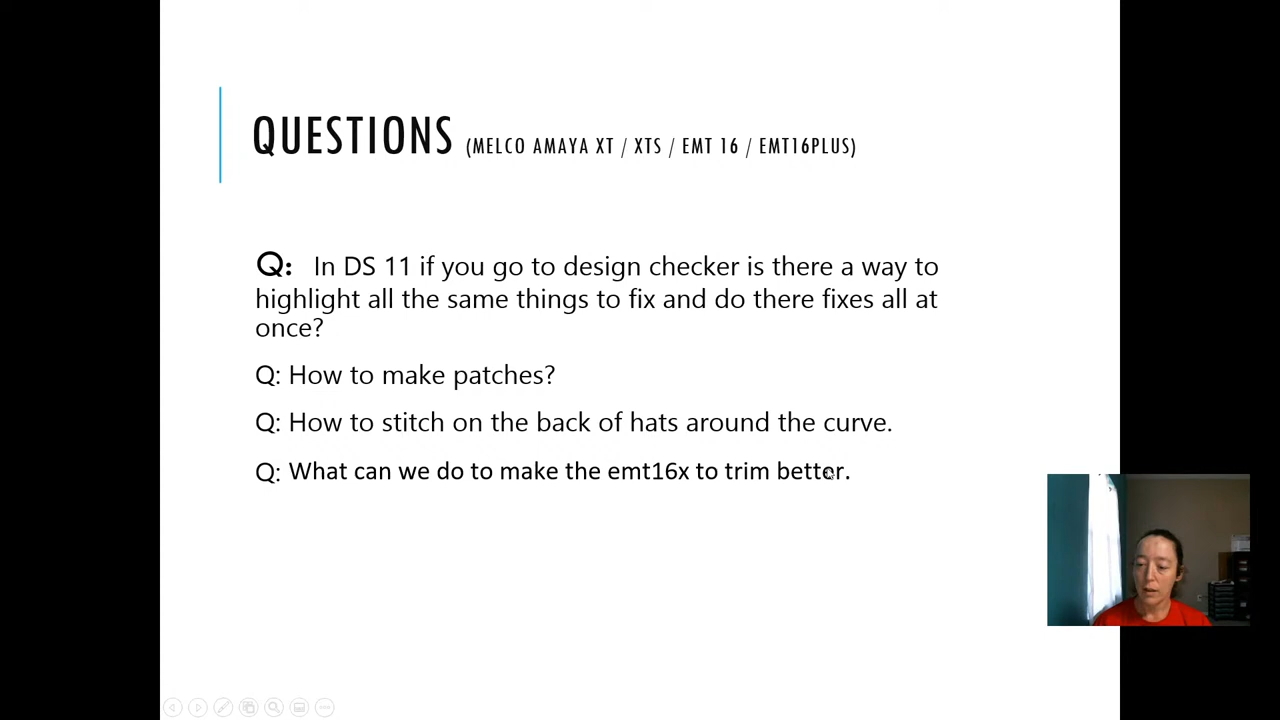 QUESTIONS (MELCO AMAYA XT / XTS / EMT 16 / EMT16PLUS)
Q: In DS 11 if you go to design checker is there a way to
highlight all the same things to fix and do there fixes all at
once?
Q: How to make patches?
Q: How to stitch on the back of hats around the curve.
Q: What can we do to make the emt16x to trim better.